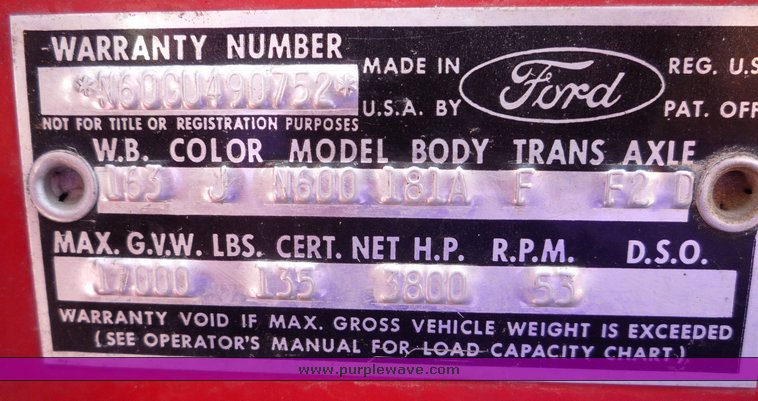 WARRANTY NUMBER
*N60CU490752*
NOT FOR TITLE OR REGISTRATION PURPOSES
MADE IN
U.S.A. BY
Ford
REG. U.S
PAT. OFF
W.B. COLOR MODEL BODY TRANS AXLE
163 J N600 181A F F2 D
MAX. G.V.W. LBS. CERT. NET H.P. R.P.M. D.S.O.
17000 135 3800 53
WARRANTY VOID IF MAX. GROSS VEHICLE WEIGHT IS EXCEEDED
(SEE OPERATOR'S MANUAL FOR LOAD CAPACITY CHART)
www.purplewave.com